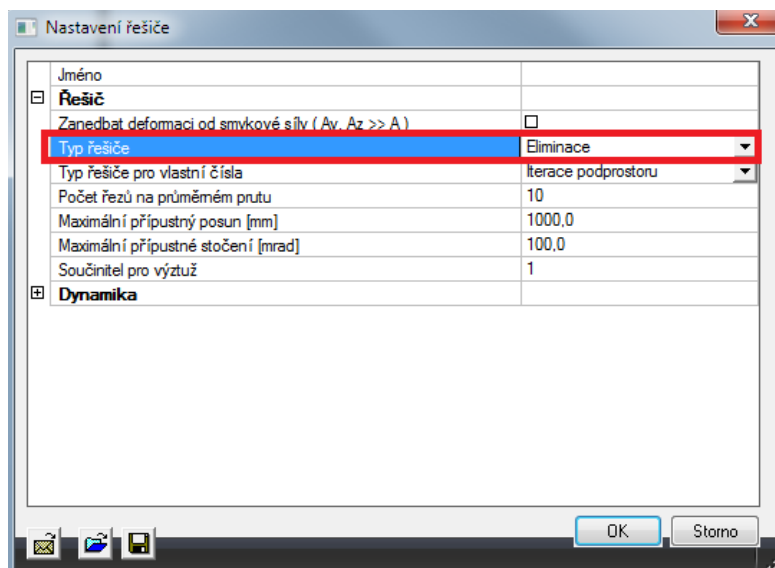 Nastavení řešiče
Jméno
Řešič
Zanedbat deformaci od smykové síly ( Ay, Az >> A )
Typ řešiče Eliminace
Typ řešiče pro vlastní čísla Iterace podprostoru
Počet řezů na průměrném prutu 10
Maximální přípustný posun [mm] 1000,0
Maximální přípustné stočení [mrad] 100,0
Součinitel pro výztuž 1
Dynamika
OK Storno